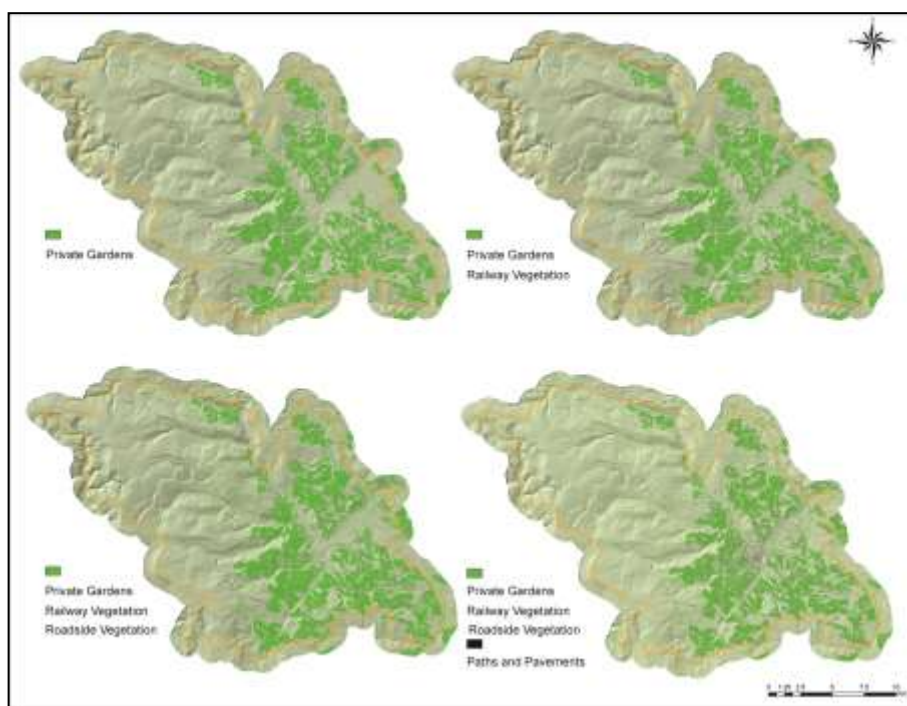 Private Gardens
Private Gardens
Railway Vegetation
Private Gardens
Railway Vegetation
Roadside Vegetation
Private Gardens
Railway Vegetation
Roadside Vegetation
Paths and Pavements